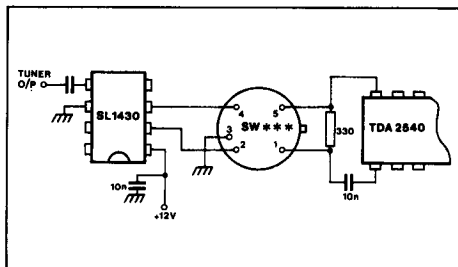 TUNER
O/P
SL1430
4
5
SW ***
3
2
1
330
TDA 2540
10n
10n
+12V